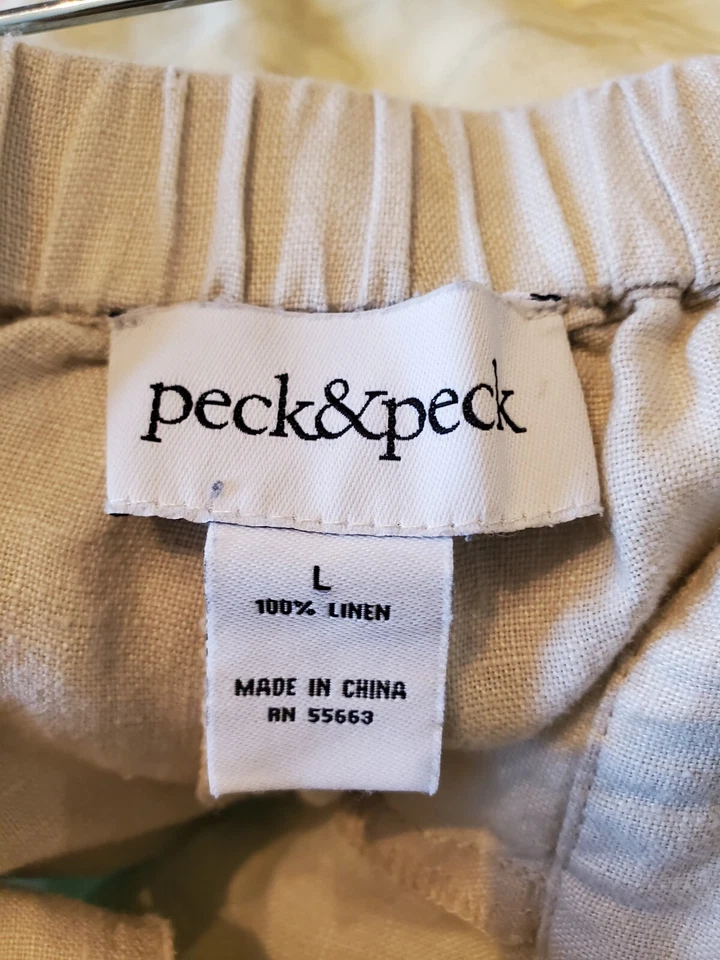 peck&peck
L
100% LINEN
MADE IN CHINA
RN 55663